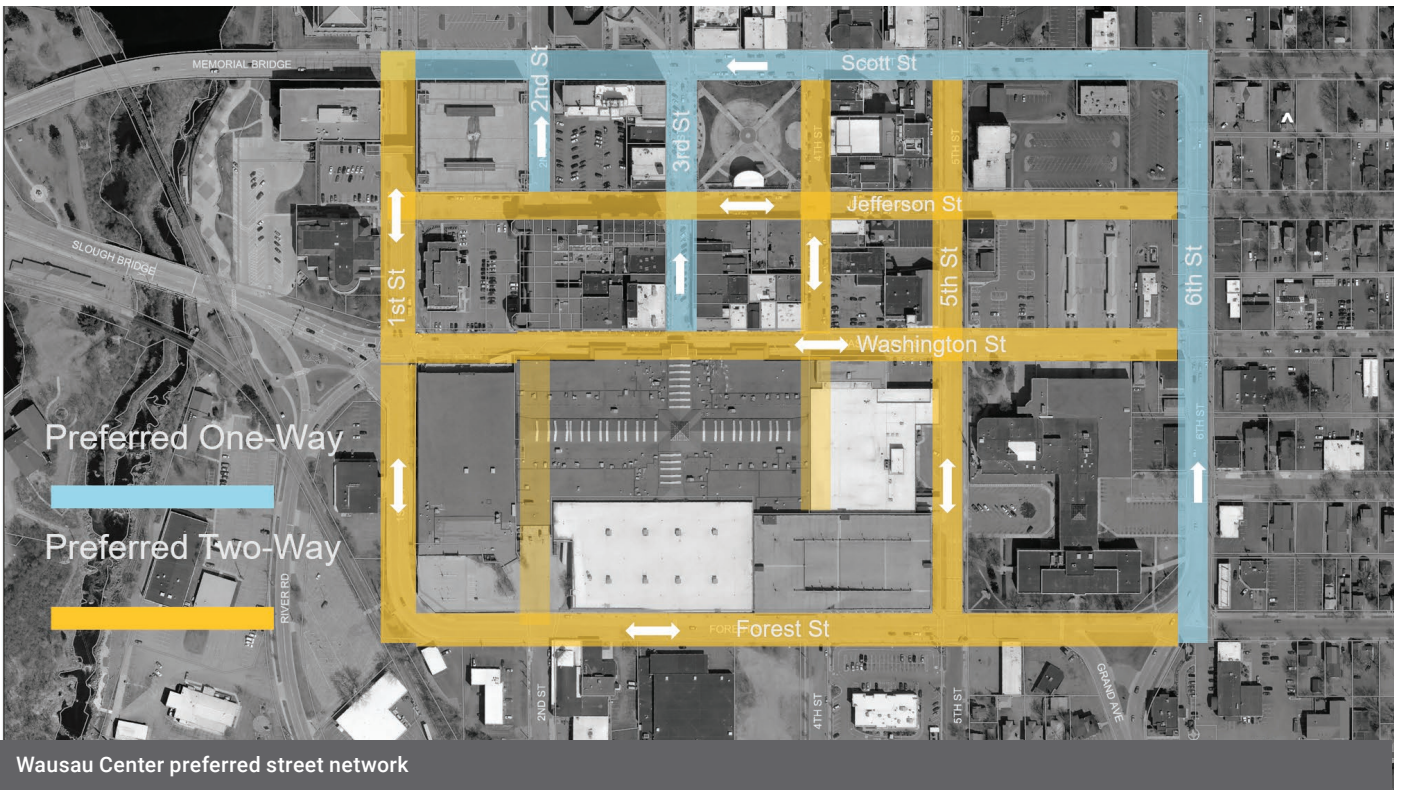 MEMORIAL BRIDGE
2nd St
Scott St
3rd St
4TH ST
5TH ST
Jefferson St
SLOUGH BRIDGE
1st St
5th St
6th St
Washington St
6TH ST
Preferred One-Way
Preferred Two-Way
RIVER RD
Forest St
GRAND AVE
2ND ST
4TH ST
5TH ST
Wausau Center preferred street network